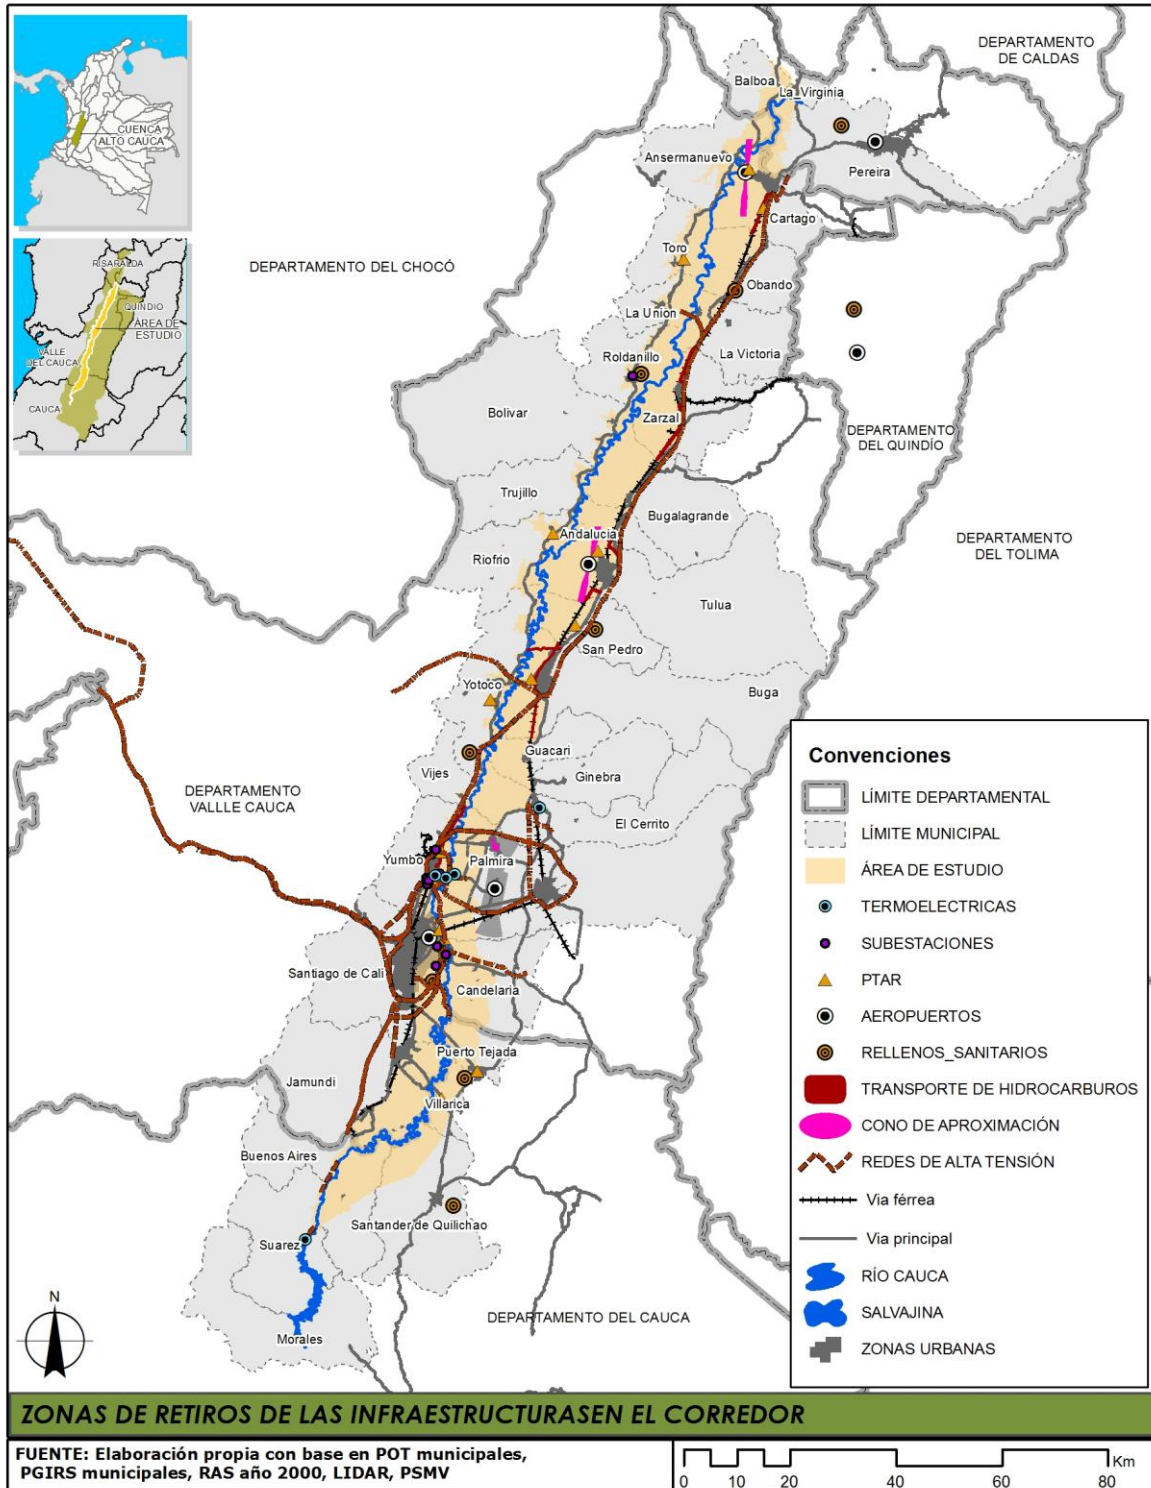 CUENCA
ALTO CAUCA
RISARALDA
QUINDIO
ÁREA DE
ESTUDIO
VALLE
DEL CAUCA
CAUCA
DEPARTAMENTO
DE CALDAS
Balboa
La_Virginia
Ansermanuevo
Pereira
Cartago
DEPARTAMENTO DEL CHOCÓ
Toro
Obando
La Union
La Victoria
Roldanillo
Bolivar
Zarzal
DEPARTAMENTO
DEL QUINDÍO
Trujillo
Bugalagrande
Andalucia
DEPARTAMENTO
DEL TOLIMA
Riofrio
Tulua
San Pedro
Yotoco
Buga
Guacari
Vijes
Ginebra
DEPARTAMENTO
VALLLE CAUCA
El Cerrito
Yumbo
Palmira
Santiago de Cali
Candelaria
Puerto Tejada
Jamundi
Villarica
Buenos Aires
Santander de Quilichao
Suarez
DEPARTAMENTO DEL CAUCA
Morales
N
Convenciones
LÍMITE DEPARTAMENTAL
LÍMITE MUNICIPAL
ÁREA DE ESTUDIO
TERMOELECTRICAS
SUBESTACIONES
PTAR
AEROPUERTOS
RELLENOS_SANITARIOS
TRANSPORTE DE HIDROCARBUROS
CONO DE APROXIMACIÓN
REDES DE ALTA TENSIÓN
Via férrea
Via principal
RÍO CAUCA
SALVAJINA
ZONAS URBANAS
ZONAS DE RETIROS DE LAS INFRAESTRUCTURASEN EL CORREDOR
FUENTE: Elaboración propia con base en POT municipales,
PGIRS municipales, RAS año 2000, LIDAR, PSMV
Km
0 10 20 40 60 80